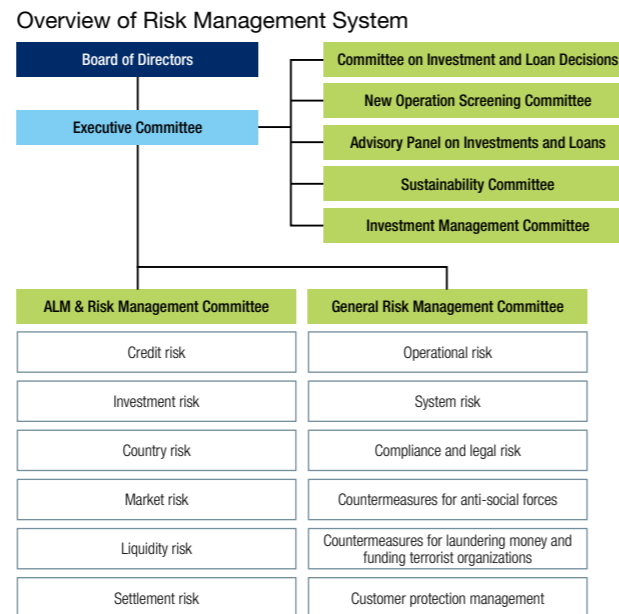 Overview of Risk Management System
Board of Directors
Executive Committee
Committee on Investment and Loan Decisions
New Operation Screening Committee
Advisory Panel on Investments and Loans
Sustainability Committee
Investment Management Committee
ALM & Risk Management Committee
Credit risk
Investment risk
Country risk
Market risk
Liquidity risk
Settlement risk
General Risk Management Committee
Operational risk
System risk
Compliance and legal risk
Countermeasures for anti-social forces
Countermeasures for laundering money and
funding terrorist organizations
Customer protection management